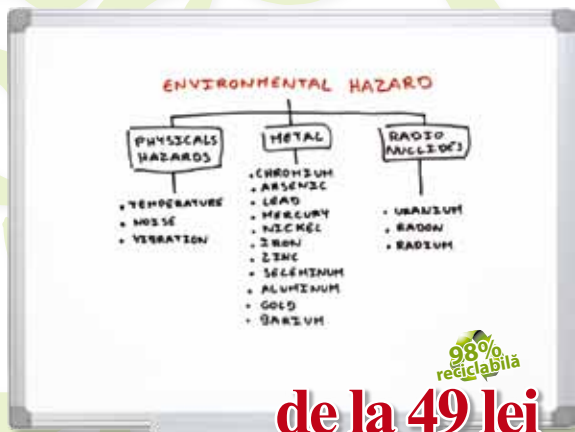 ENVIRONMENTAL HAZARD
PHYSICALS
HAZARDS
• TEMPERATURE
• NOISE
• VIBRATION
METAL
• CHROMIUM
• ARSENIC
• LEAD
• MERCURY
• NICKEL
• IRON
• ZINC
• SELEMINUM
• ALUMINUM
• GOLD
• BARIUM
RADIO
NUCLIDES
• URANIUM
• RADON
• RADIUM
98%
reciclabilă
de la 49 lei